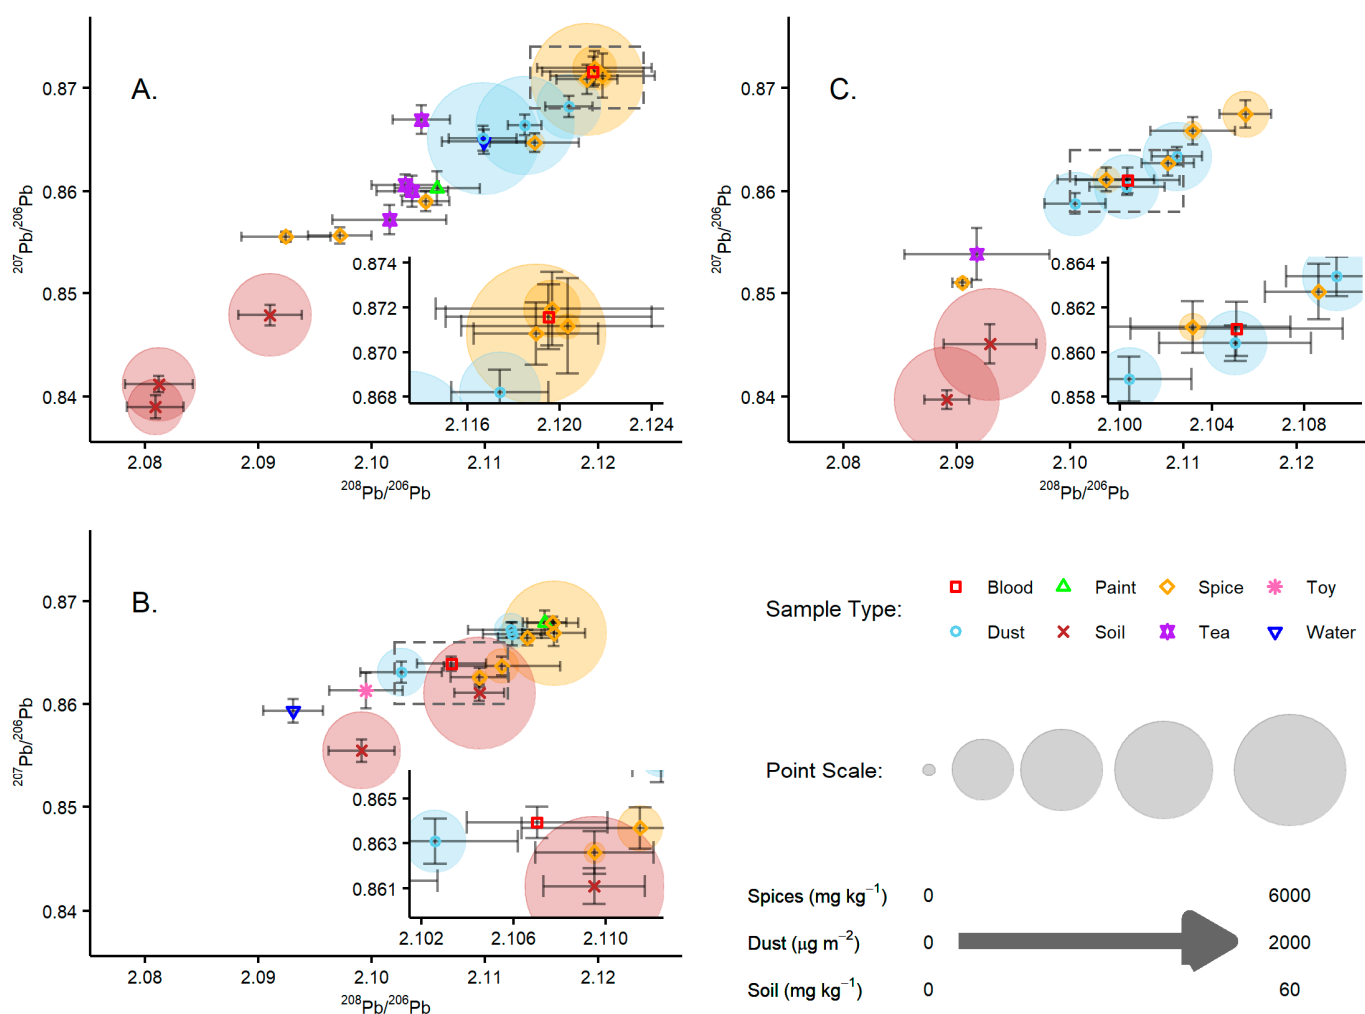 A.
0.87
0.86
0.85
0.84
²⁰⁷Pb/²⁰⁶Pb
0.874
0.872
0.870
0.868
2.116 2.120 2.124
2.08 2.09 2.10 2.11 2.12
²⁰⁸Pb/²⁰⁶Pb
C.
0.87
0.86
0.85
0.84
²⁰⁷Pb/²⁰⁶Pb
0.864
0.862
0.860
0.858
2.100 2.104 2.108
2.08 2.09 2.10 2.11 2.12
²⁰⁸Pb/²⁰⁶Pb
B.
0.87
0.86
0.85
0.84
²⁰⁷Pb/²⁰⁶Pb
0.865
0.863
0.861
2.102 2.106 2.110
2.08 2.09 2.10 2.11 2.12
²⁰⁸Pb/²⁰⁶Pb
Sample Type:
Blood Paint Spice Toy
Dust Soil Tea Water
Point Scale:
Spices (mg kg⁻¹) 0 6000
Dust (μg m⁻²) 0 2000
Soil (mg kg⁻¹) 0 60